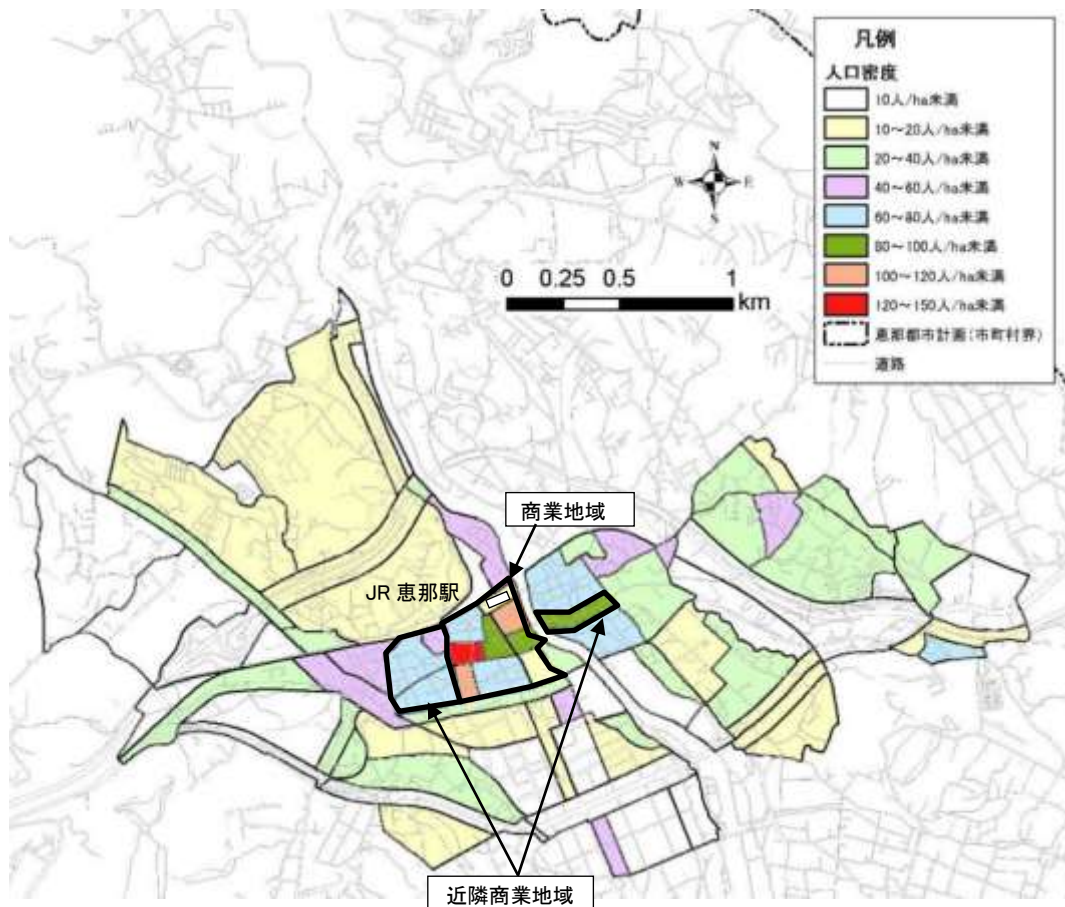 凡例
人口密度
10人/ha未満
10～20人/ha未満
20～40人/ha未満
40～60人/ha未満
60～80人/ha未満
80～100人/ha未満
100～120人/ha未満
120～150人/ha未満
恵那都市計画(市町村界)
道路
N
W
E
S
0 0.25 0.5 1
km
商業地域
JR 恵那駅
近隣商業地域